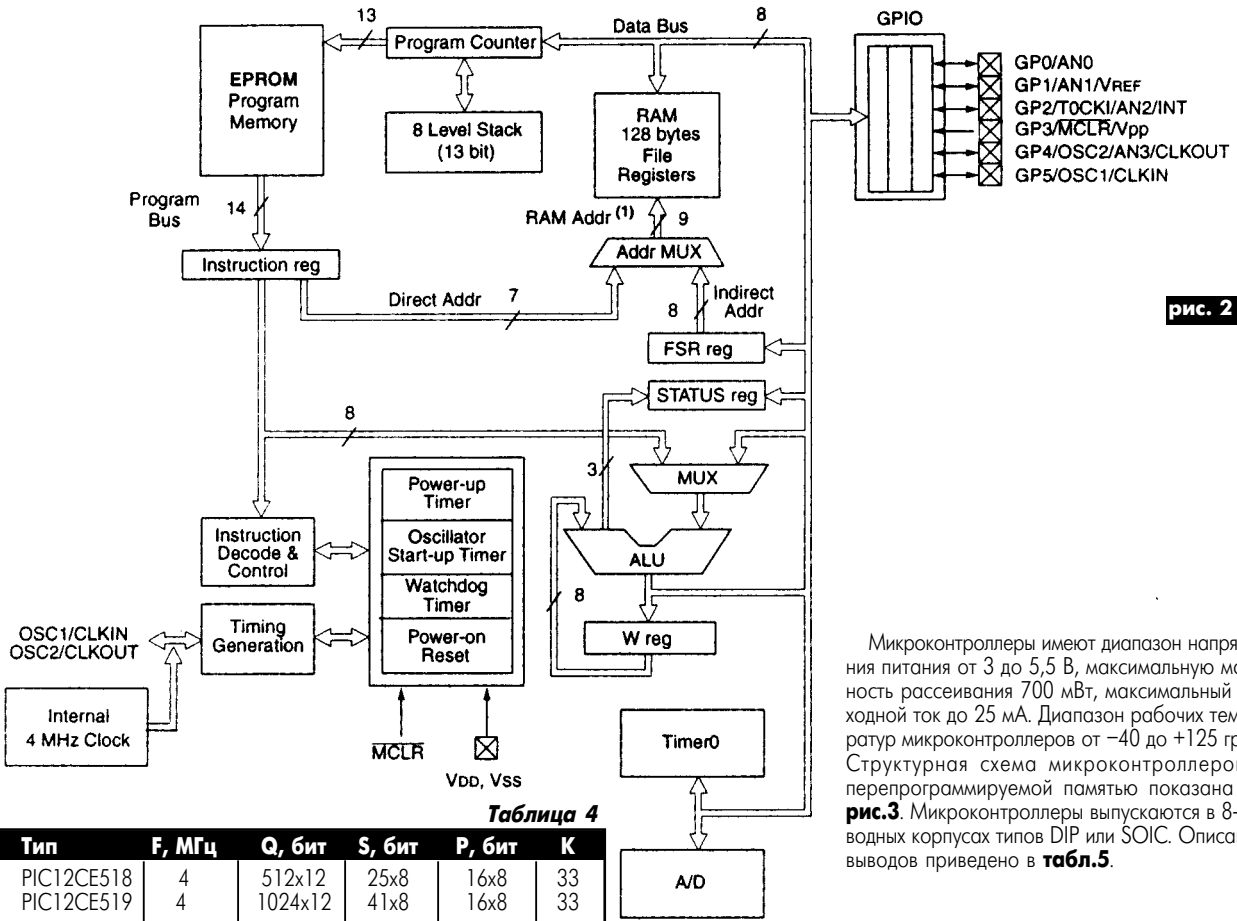 13
Program Counter
Data Bus
8
GPIO
EPROM
Program
Memory
8 Level Stack
(13 bit)
RAM
128 bytes
File
Registers
GP0/AN0
GP1/AN1/VREF
GP2/T0CKI/AN2/INT
GP3/MCLR/Vpp
GP4/OSC2/AN3/CLKOUT
GP5/OSC1/CLKIN
Program
Bus
14
RAM Addr (1)
9
Instruction reg
Addr MUX
Direct Addr
7
8
Indirect
Addr
рис. 2
FSR reg
STATUS reg
8
3
MUX
Power-up
Timer
Instruction
Decode &
Control
Oscillator
Start-up Timer
ALU
Watchdog
Timer
8
OSC1/CLKIN
OSC2/CLKOUT
Timing
Generation
Power-on
Reset
W reg
Internal
4 MHz Clock
MCLR
VDD, VSS
Timer0
A/D
Таблица 4
Тип F, МГц Q, бит S, бит P, бит K
PIC12CE518 4 512x12 25x8 16x8 33
PIC12CE519 4 1024x12 41x8 16x8 33
Микроконтроллеры имеют диапазон напря
ния питания от 3 до 5,5 В, максимальную мо
ность рассеивания 700 мВт, максимальный
ходной ток до 25 мА. Диапазон рабочих тем
ратур микроконтроллеров от −40 до +125 гр
Структурная схема микроконтроллеро
перепрограммируемой памятью показана
рис.3. Микроконтроллеры выпускаются в 8-
водных корпусах типов DIP или SOIC. Описа
выводов приведено в табл.5.